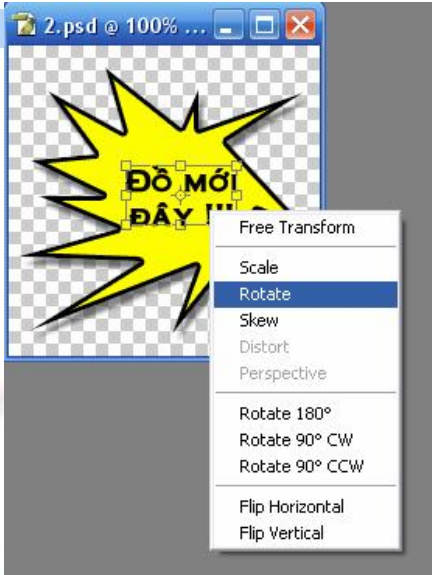 2.psd @ 100% ...
Đồ mới
đây !!!
Free Transform
Scale
Rotate
Skew
Distort
Perspective
Rotate 180°
Rotate 90° CW
Rotate 90° CCW
Flip Horizontal
Flip Vertical